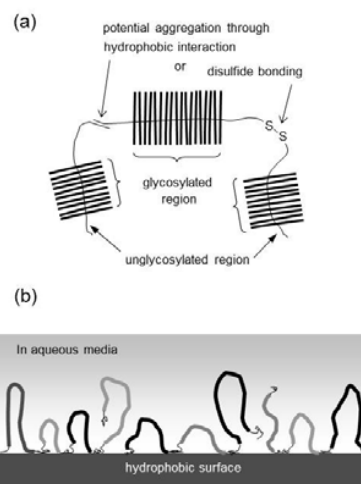 (a)
potential aggregation through
hydrophobic interaction
or
disulfide bonding
S
S
glycosylated
region
unglycosylated region
(b)
In aqueous media
hydrophobic surface